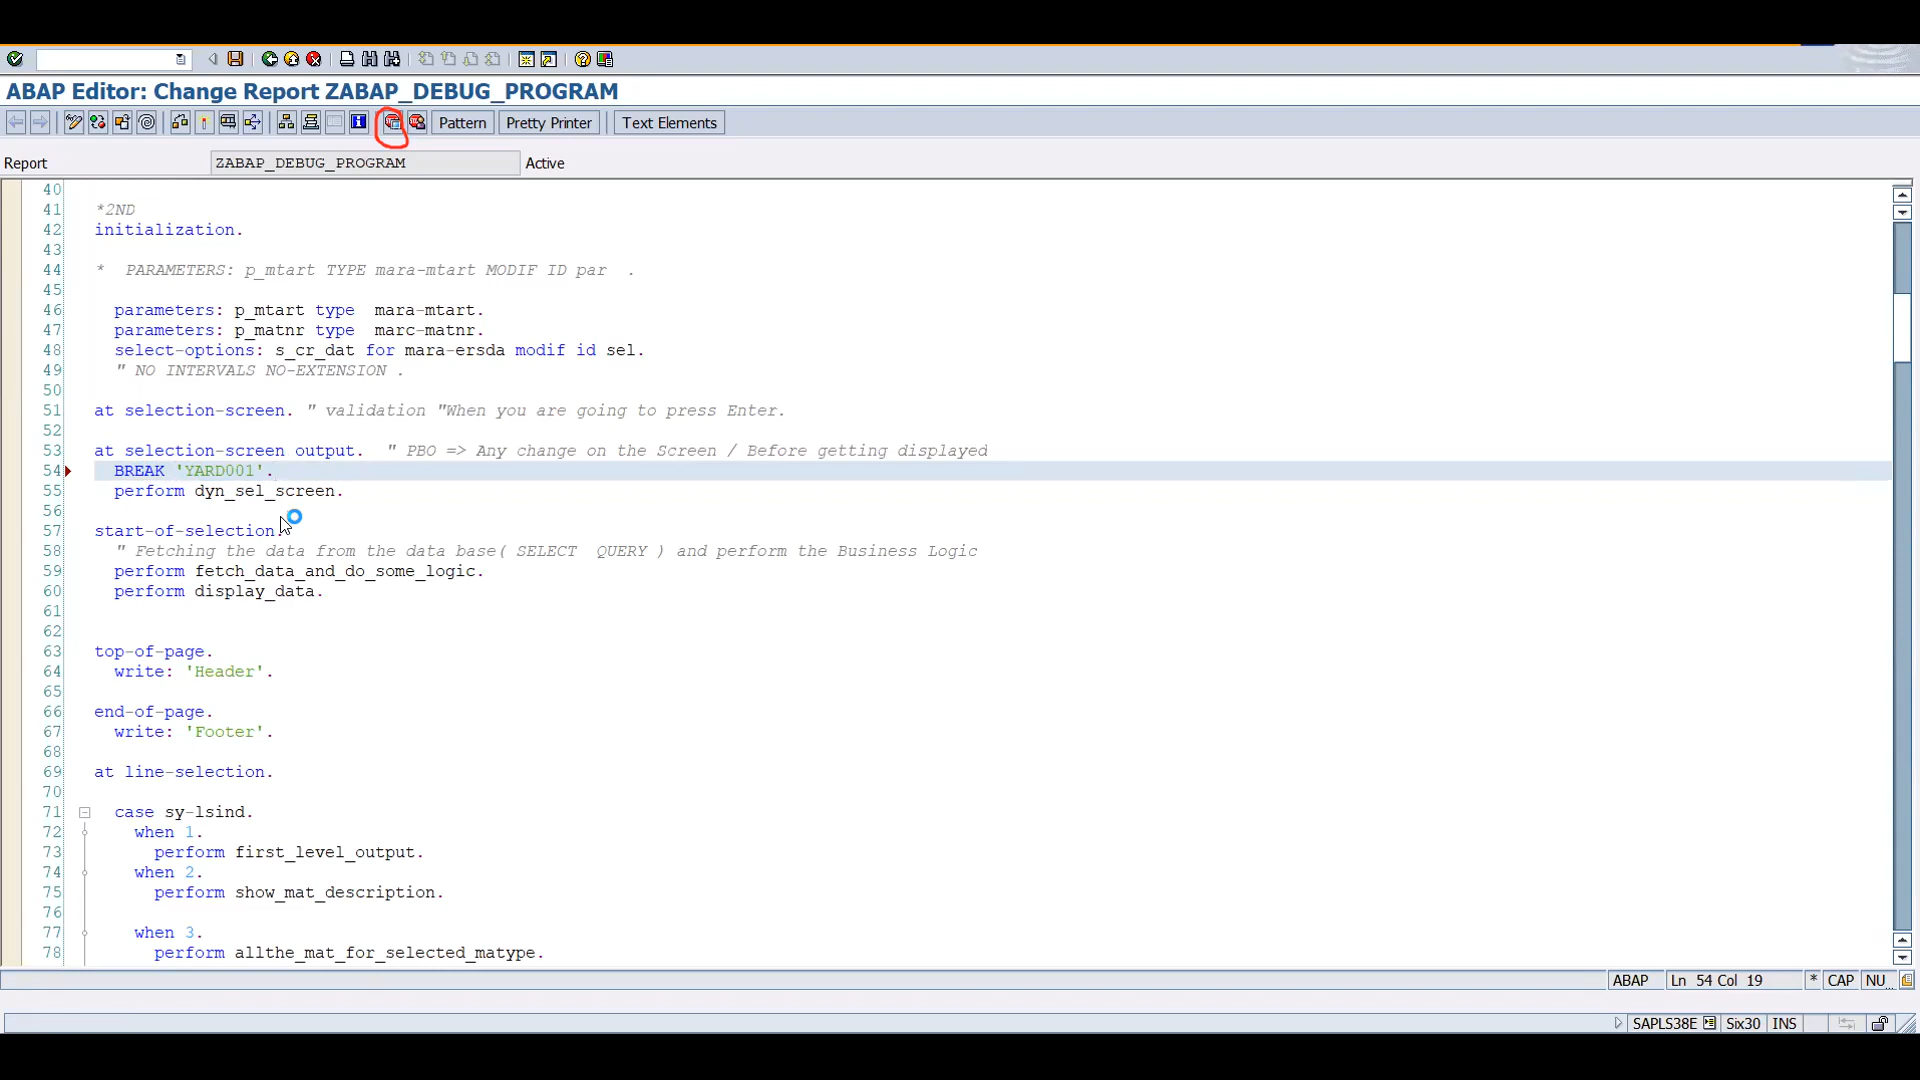 ABAP Editor: Change Report ZABAP_DEBUG_PROGRAM
Pattern Pretty Printer Text Elements
Report ZABAP_DEBUG_PROGRAM Active
40
41 *2ND
42 initialization.
43
44 * PARAMETERS: p_mtart TYPE mara-mtart MODIF ID par .
45
46 parameters: p_mtart type mara-mtart.
47 parameters: p_matnr type marc-matnr.
48 select-options: s_cr_dat for mara-ersda modif id sel.
49 " NO INTERVALS NO-EXTENSION .
50
51 at selection-screen. " validation "When you are going to press Enter.
52
53 at selection-screen output. " PBO => Any change on the Screen / Before getting displayed
54 BREAK 'YARD001'.
55 perform dyn_sel_screen.
56
57 start-of-selection.
58 " Fetching the data from the data base( SELECT QUERY ) and perform the Business Logic
59 perform fetch_data_and_do_some_logic.
60 perform display_data.
61
62
63 top-of-page.
64 write: 'Header'.
65
66 end-of-page.
67 write: 'Footer'.
68
69 at line-selection.
70
71 case sy-lsind.
72 when 1.
73 perform first_level_output.
74 when 2.
75 perform show_mat_description.
76
77 when 3.
78 perform allthe_mat_for_selected_matype.
ABAP Ln 54 Col 19 * CAP NU...
SAPLS38E Six30 INS